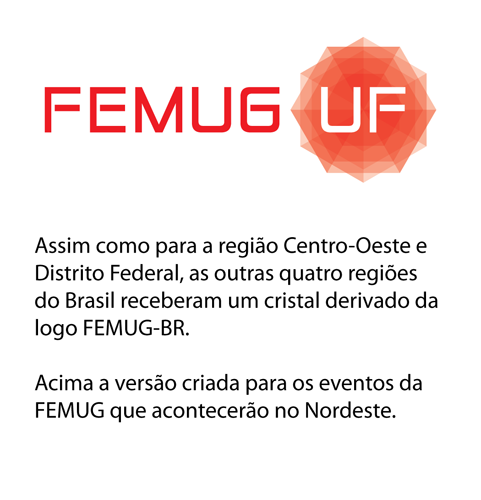 FEMUG UF
Assim como para a região Centro-Oeste e
Distrito Federal, as outras quatro regiões
do Brasil receberam um cristal derivado da
logo FEMUG-BR.
Acima a versão criada para os eventos da
FEMUG que acontecerão no Nordeste.